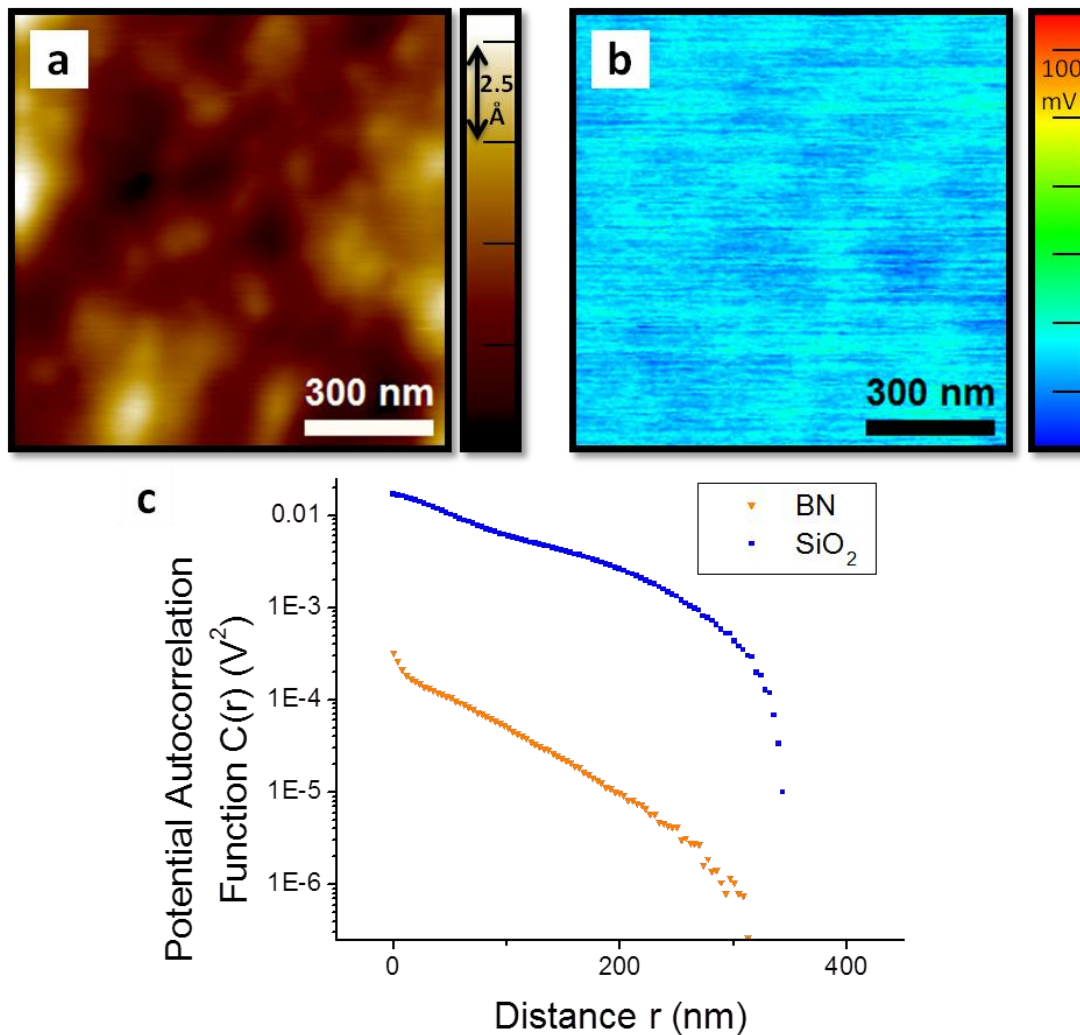 a
2.5
Å
300 nm
b
100
mV
300 nm
c
BN
SiO₂
0.01
1E-3
1E-4
1E-5
1E-6
Potential Autocorrelation
Function C(r) (V²)
0
200
400
Distance r (nm)